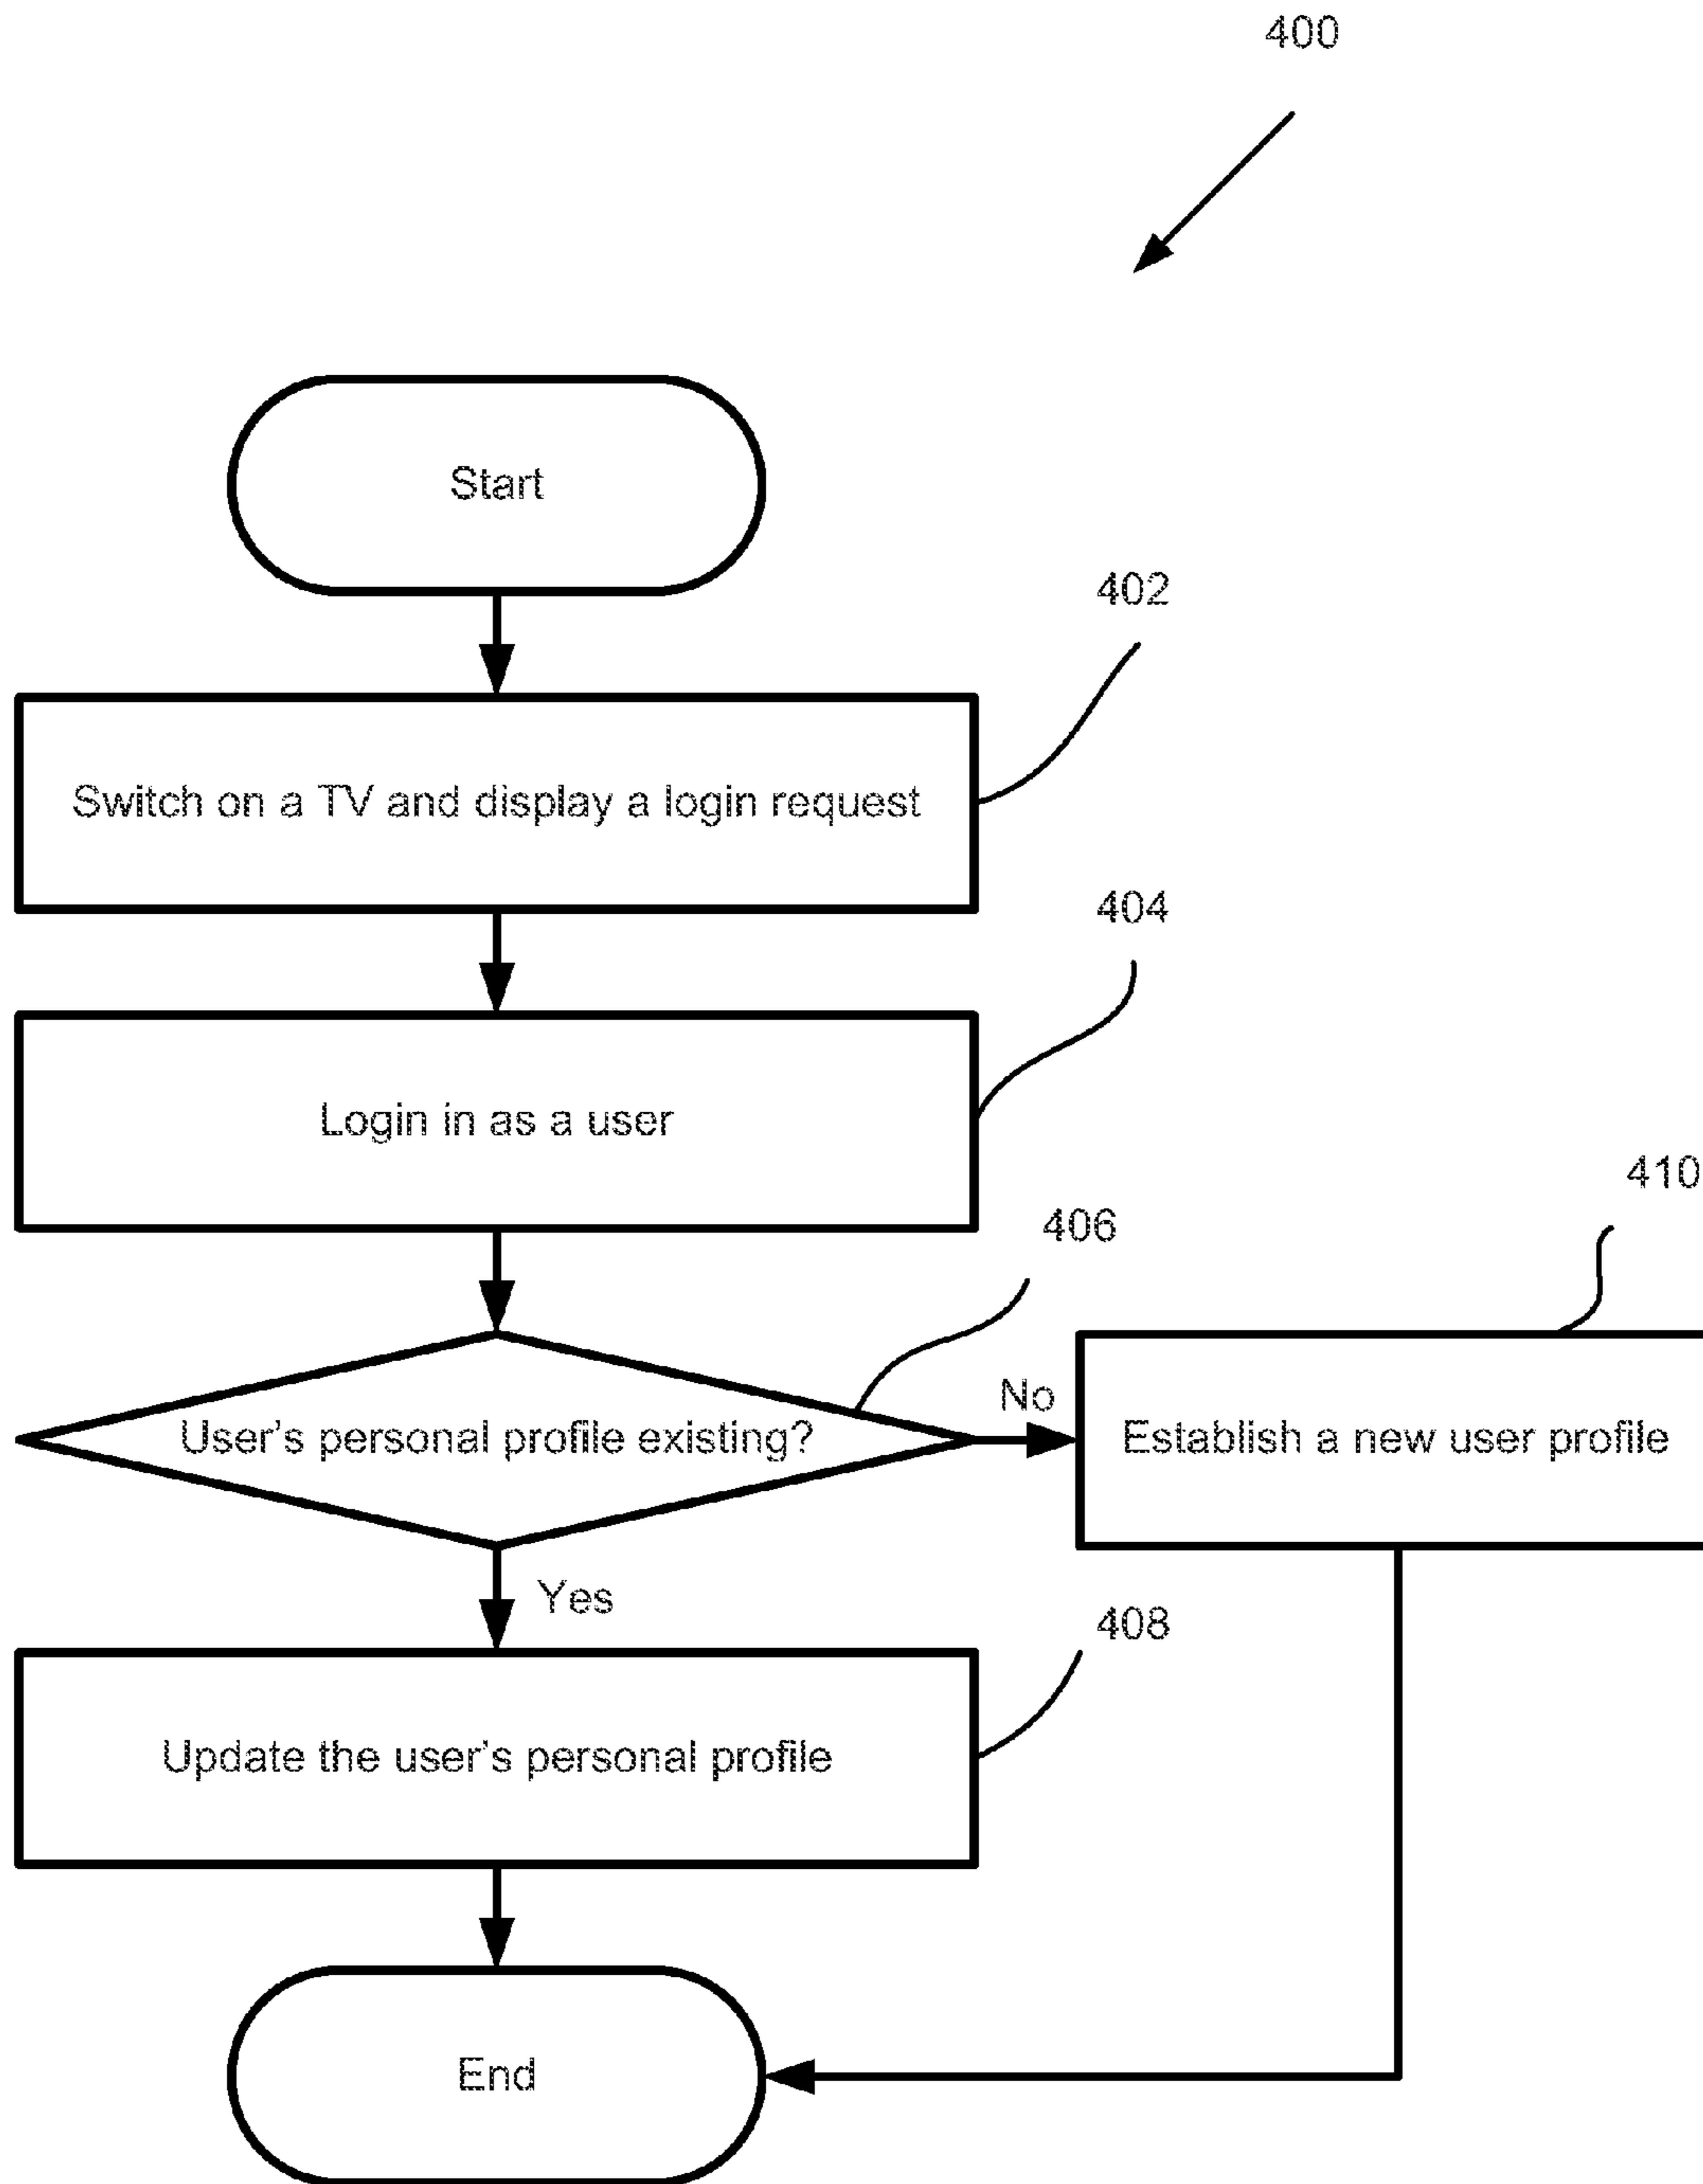 400
Start
402
Switch on a TV and display a login request
404
Login in as a user
410
406
No
User's personal profile existing?
Establish a new user profile
Yes
408
Update the user's personal profile
End